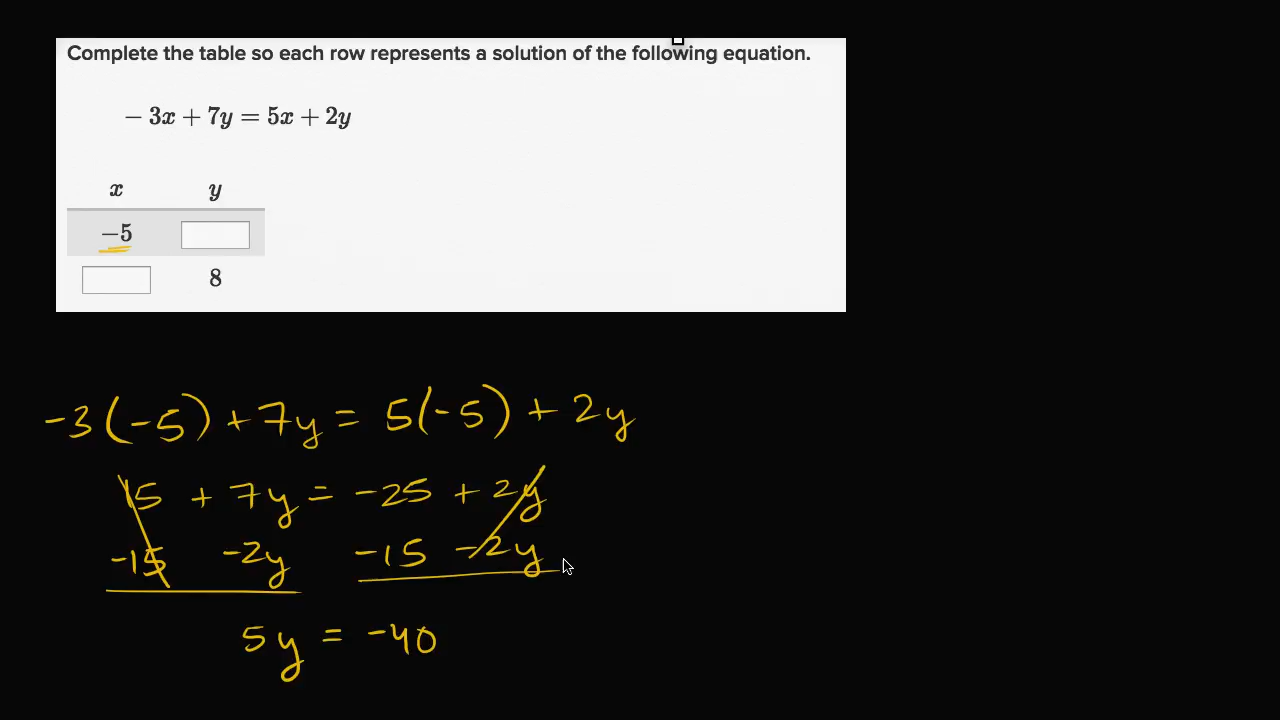 Complete the table so each row represents a solution of the following equation.
− 3x + 7y = 5x + 2y
x y
−5
8
-3(-5) + 7y = 5(-5) + 2y
15 + 7y = -25 + 2y
-15 -2y -15 -2y
5y = -40